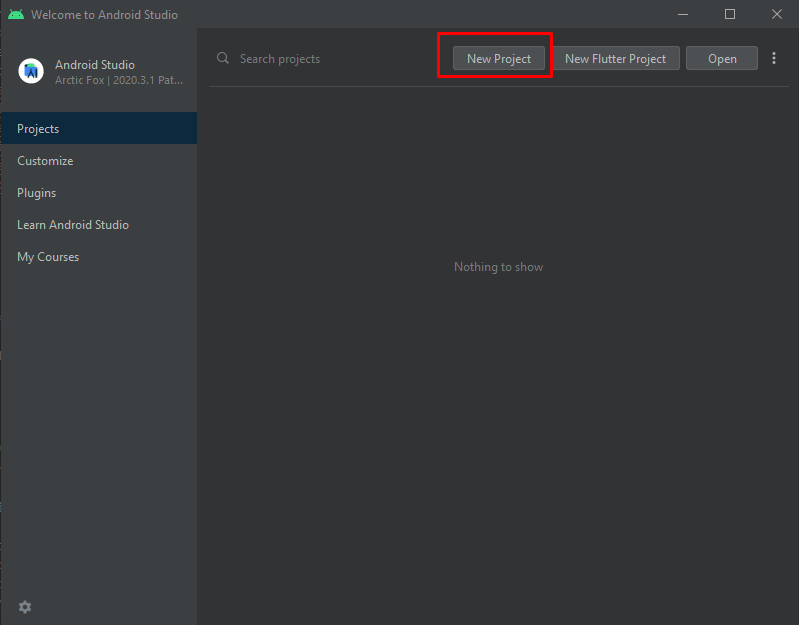 Welcome to Android Studio
Android Studio
Arctic Fox | 2020.3.1 Pat...
Search projects
New Project
New Flutter Project
Open
Projects
Customize
Plugins
Learn Android Studio
My Courses
Nothing to show